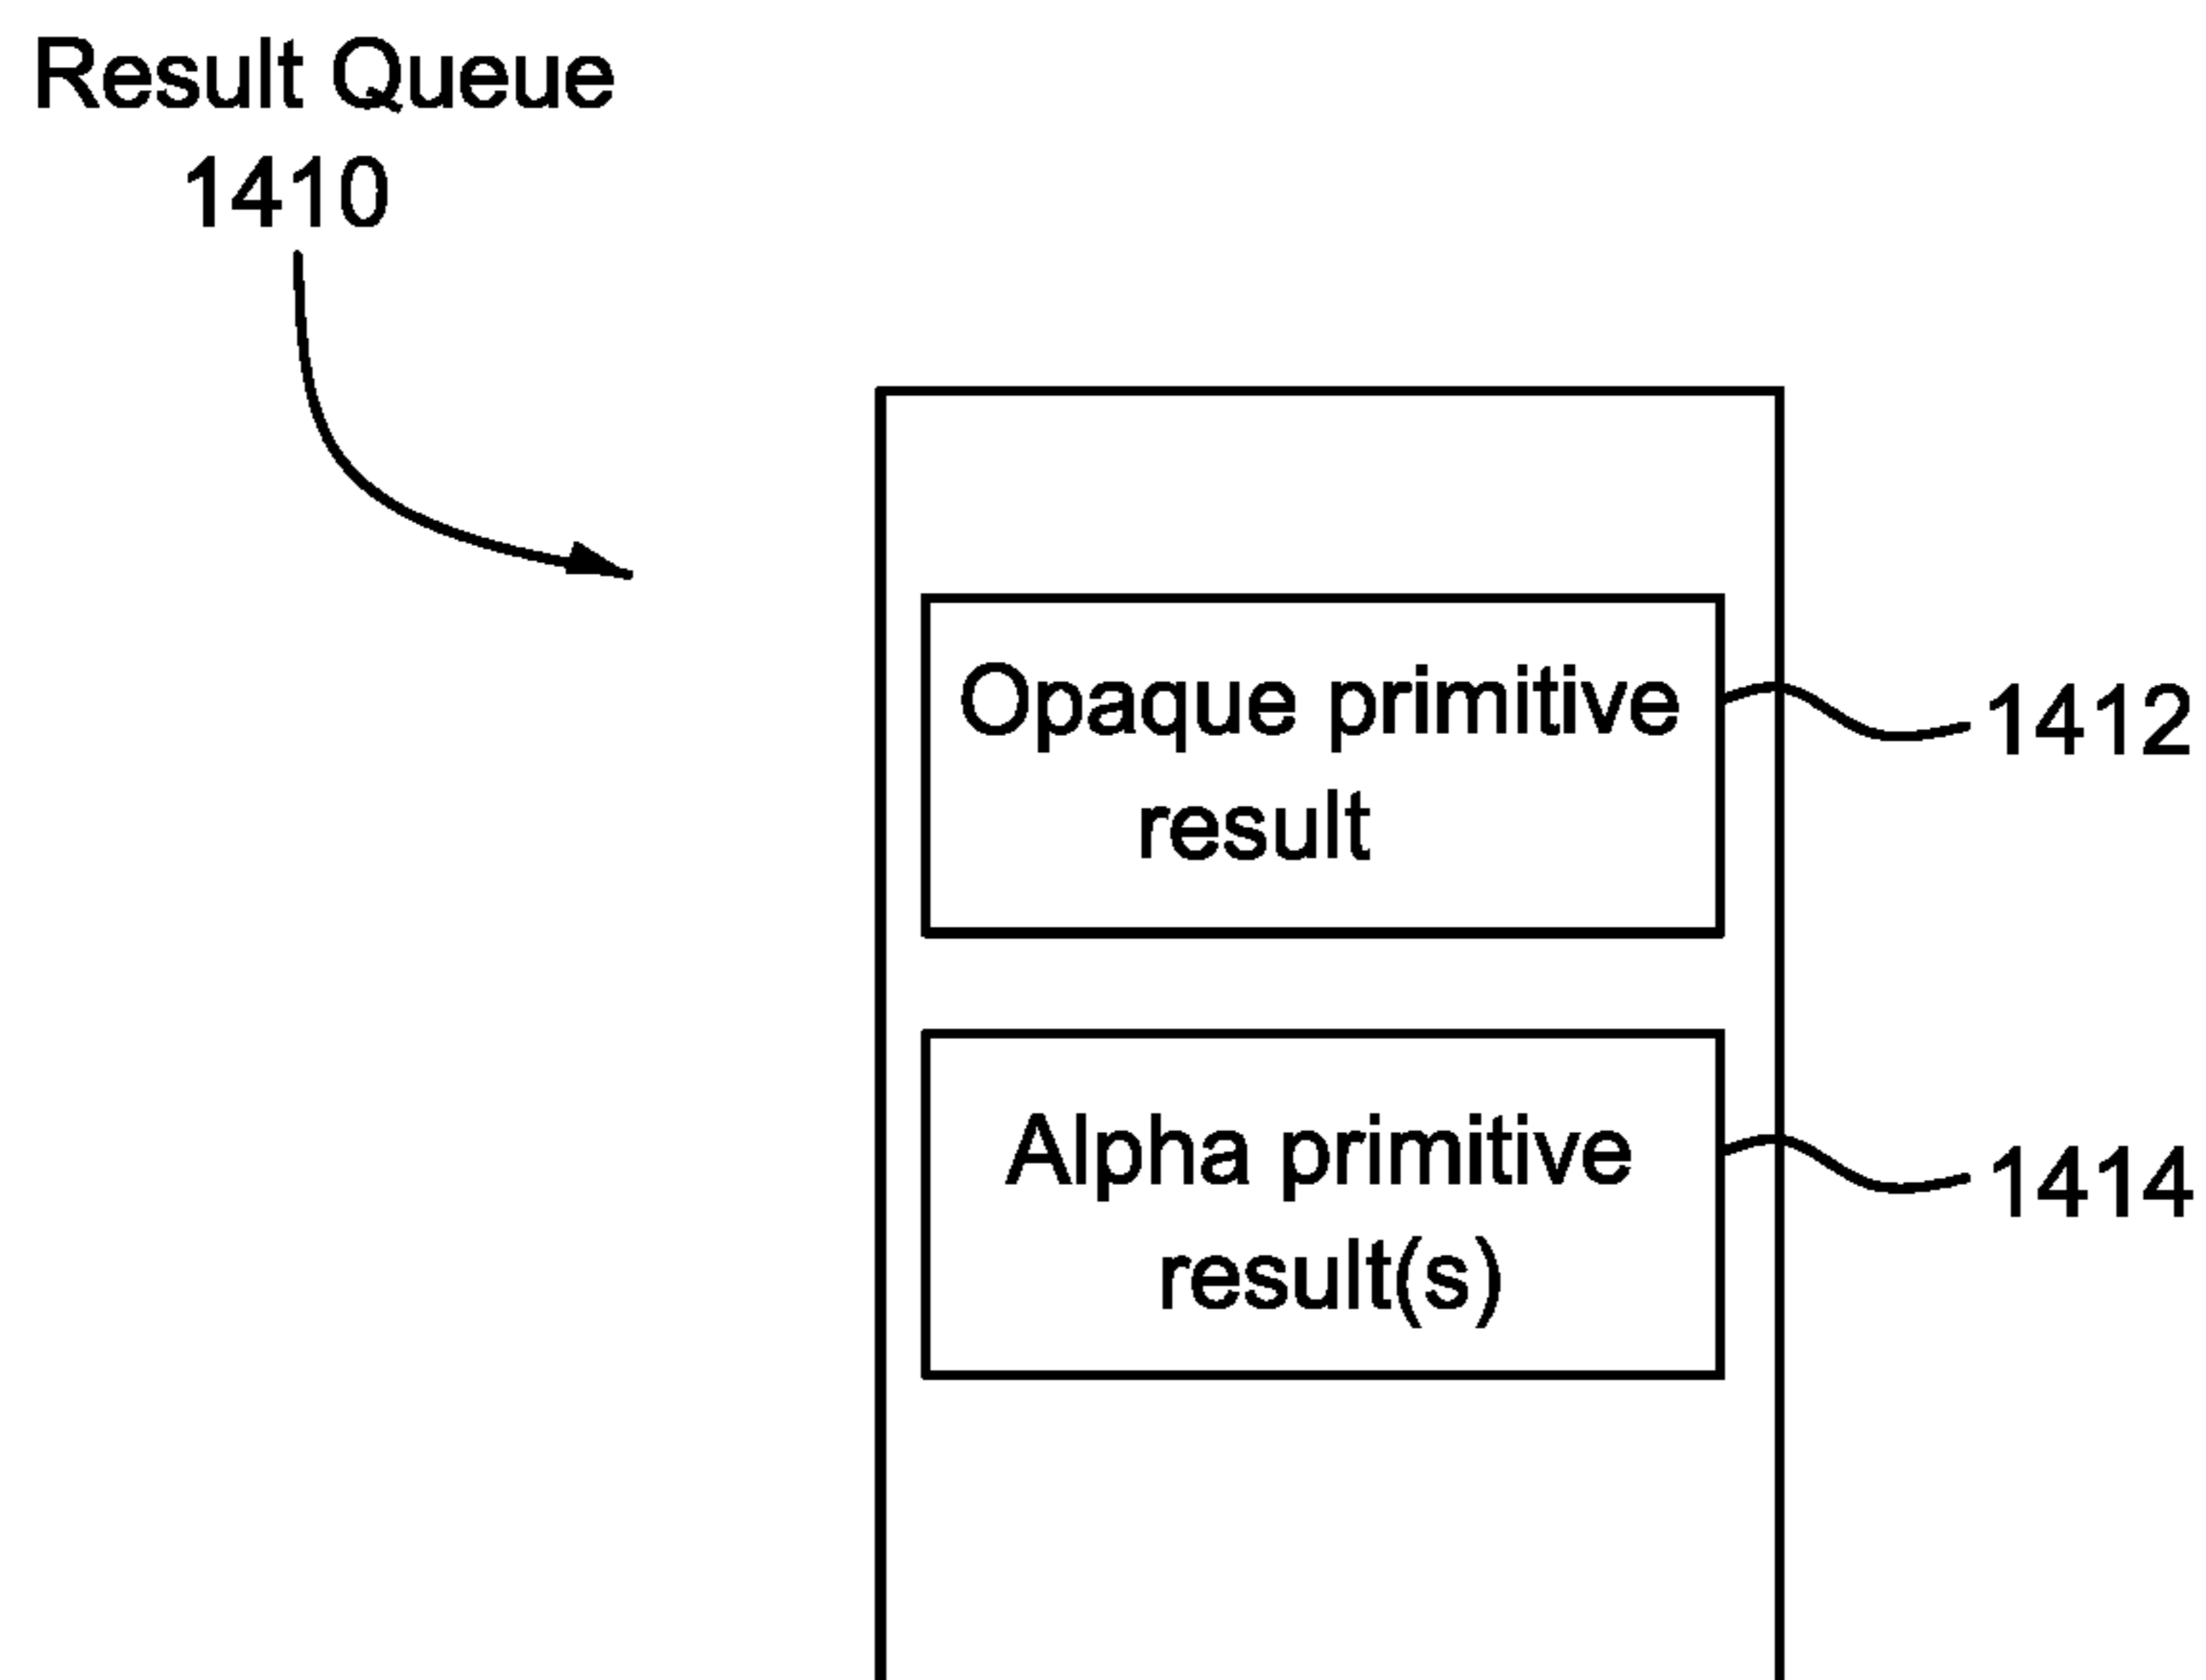 Result Queue
1410
Opaque primitive
result
1412
Alpha primitive
result(s)
1414